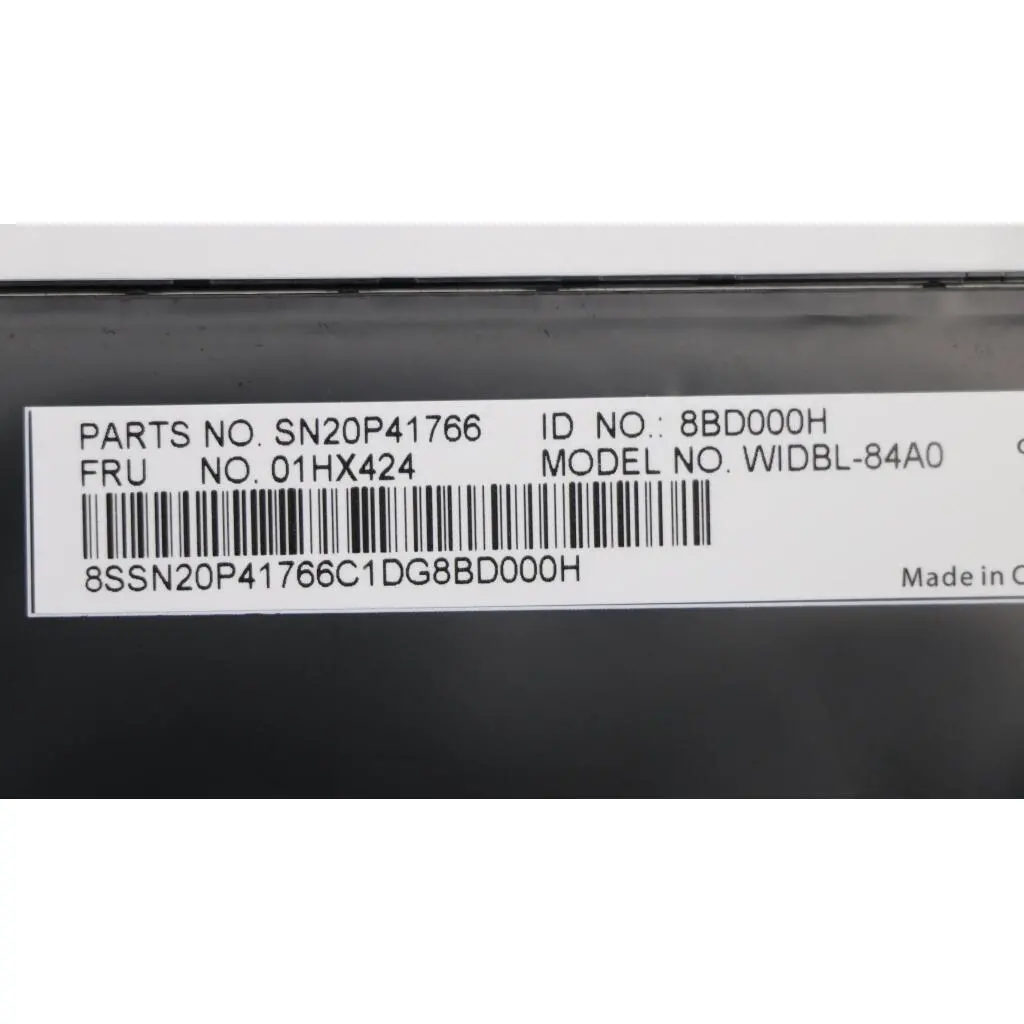 PARTS NO. SN20P41766 ID NO.: 8BD000H
FRU NO. 01HX424 MODEL NO. WIDBL-84A0
8SSN20P41766C1DG8BD000H
Made in